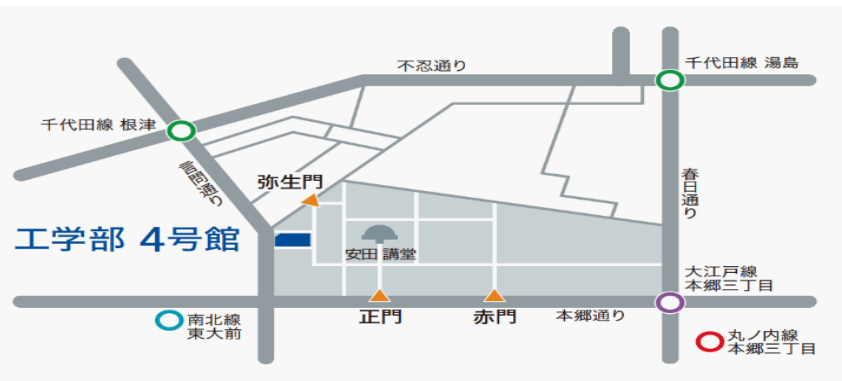 不忍通り
千代田線 湯島
千代田線 根津
言問通り
弥生門
春日通り
工学部 4号館
安田 講堂
大江戸線
本郷三丁目
南北線
東大前
正門
赤門
本郷通り
丸ノ内線
本郷三丁目